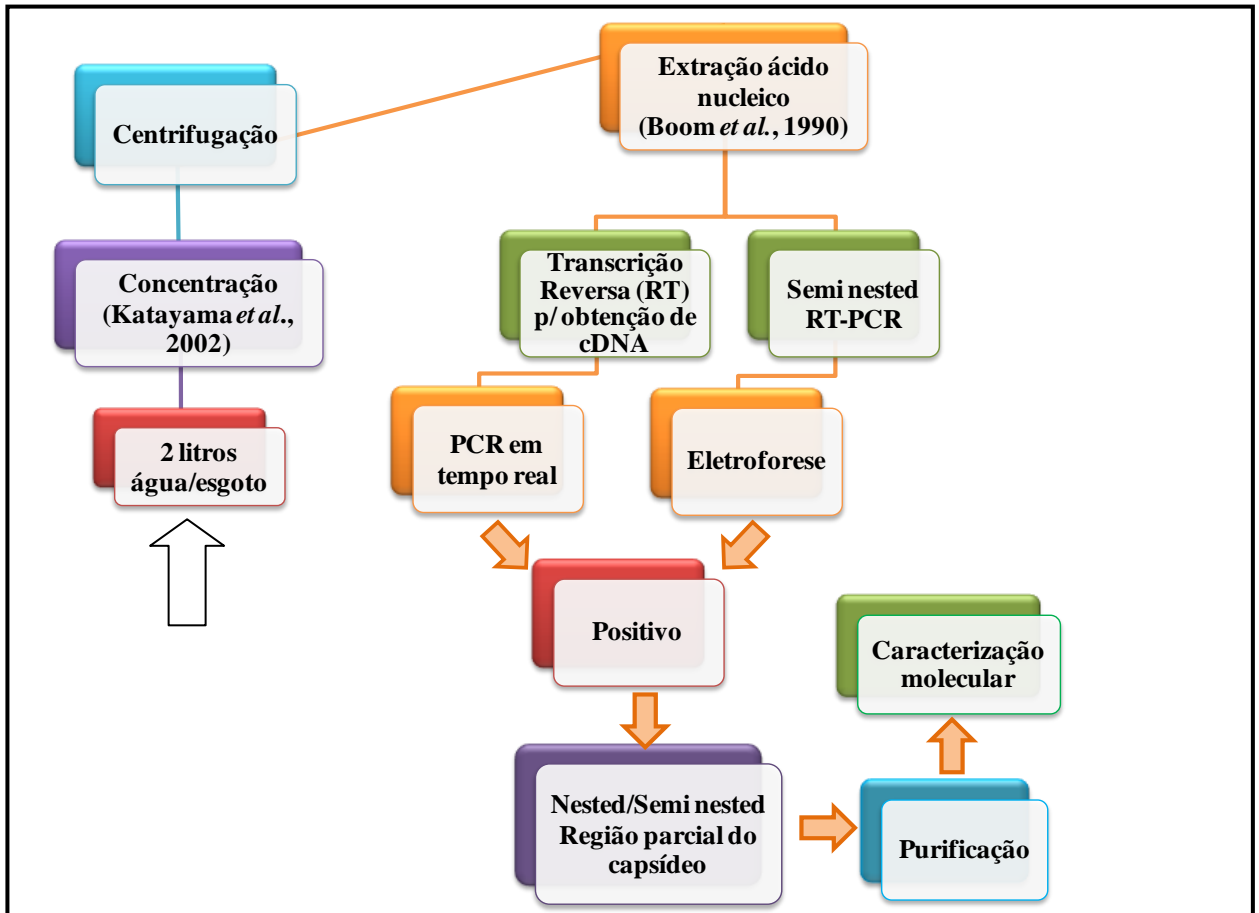 Centrifugação
Extração ácido
nucleico
(Boom et al., 1990)
Concentração
(Katayama et al.,
2002)
Transcrição
Reversa (RT)
p/ obtenção de
cDNA
Semi nested
RT-PCR
2 litros
água/esgoto
PCR em
tempo real
Eletroforese
Positivo
Caracterização
molecular
Nested/Semi nested
Região parcial do
capsídeo
Purificação